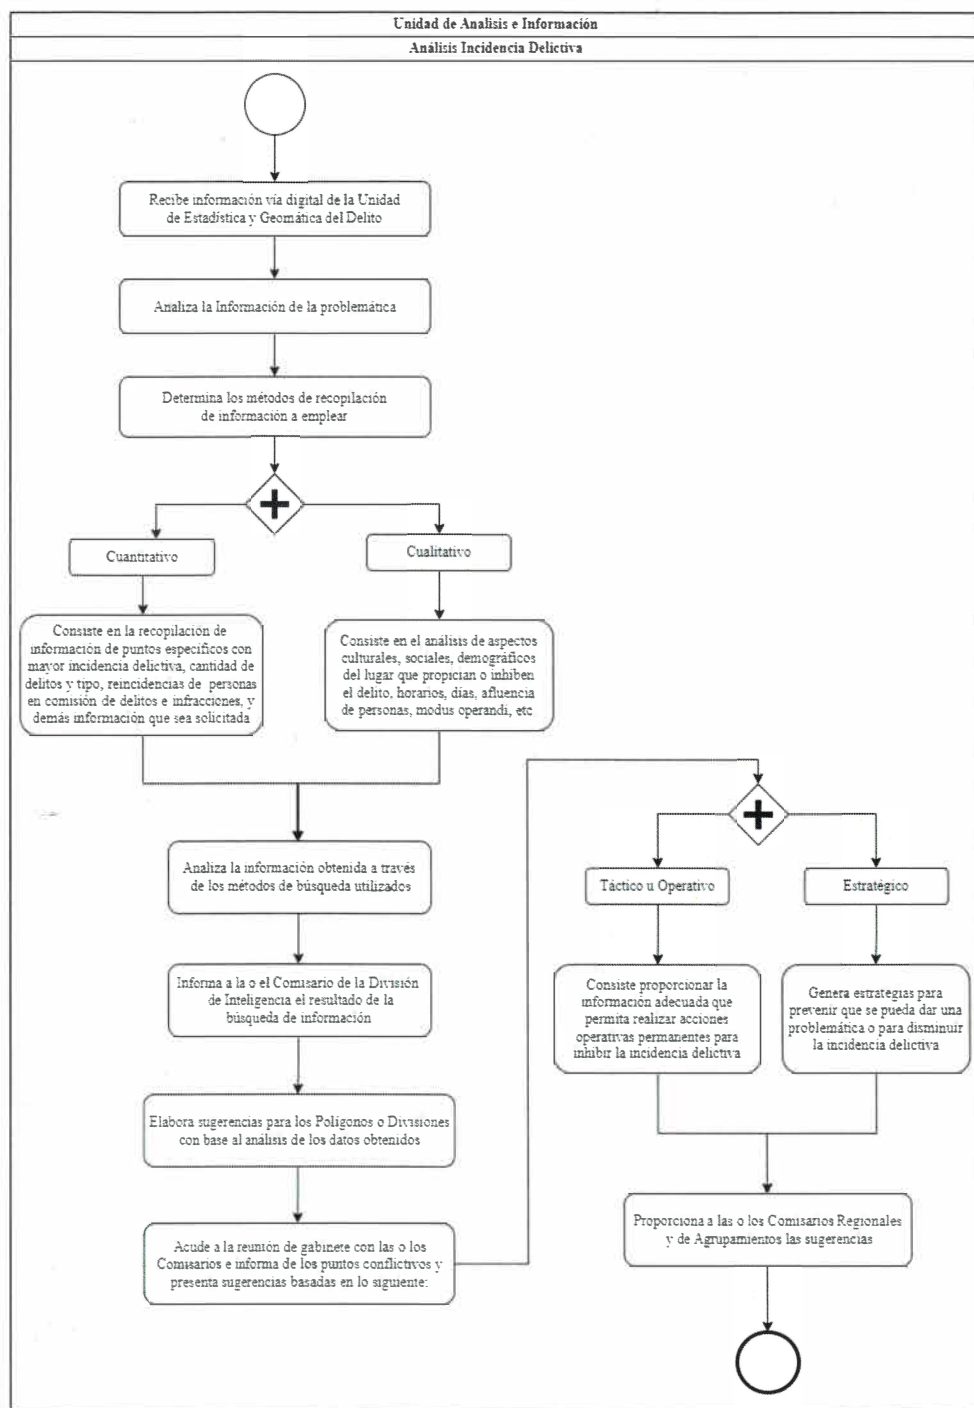 Unidad de Analisis e Información
Análisis Incidencia Delictiva
Recibe información vía digital de la Unidad
de Estadística y Geomática del Delito
Analiza la Información de la problemática
Determina los métodos de recopilación
de información a emplear
Cuantitativo
Cualitativo
Consiste en la recopilación de
información de puntos específicos con
mayor incidencia delictiva, cantidad de
delitos y tipo, reincidencias de personas
en comisión de delitos e infracciones, y
demás información que sea solicitada
Consiste en el análisis de aspectos
culturales, sociales, demográficos
del lugar que propician o inhiben
el delito, horarios, días, afluencia
de personas, modus operandi, etc
Analiza la información obtenida a través
de los métodos de búsqueda utilizados
Informa a la o el Comisario de la División
de Inteligencia el resultado de la
búsqueda de información
Elabora sugerencias para los Polígonos o Divisiones
con base al análisis de los datos obtenidos
Acude a la reunión de gabinete con las o los
Comisarios e informa de los puntos conflictivos y
presenta sugerencias basadas en lo siguiente:
Táctico u Operativo
Estratégico
Consiste proporcionar la
información adecuada que
permita realizar acciones
operativas permanentes para
inhibir la incidencia delictiva
Genera estrategias para
prevenir que se pueda dar una
problemática o para disminuir
la incidencia delictiva
Proporciona a las o los Comisarios Regionales
y de Agrupamientos las sugerencias